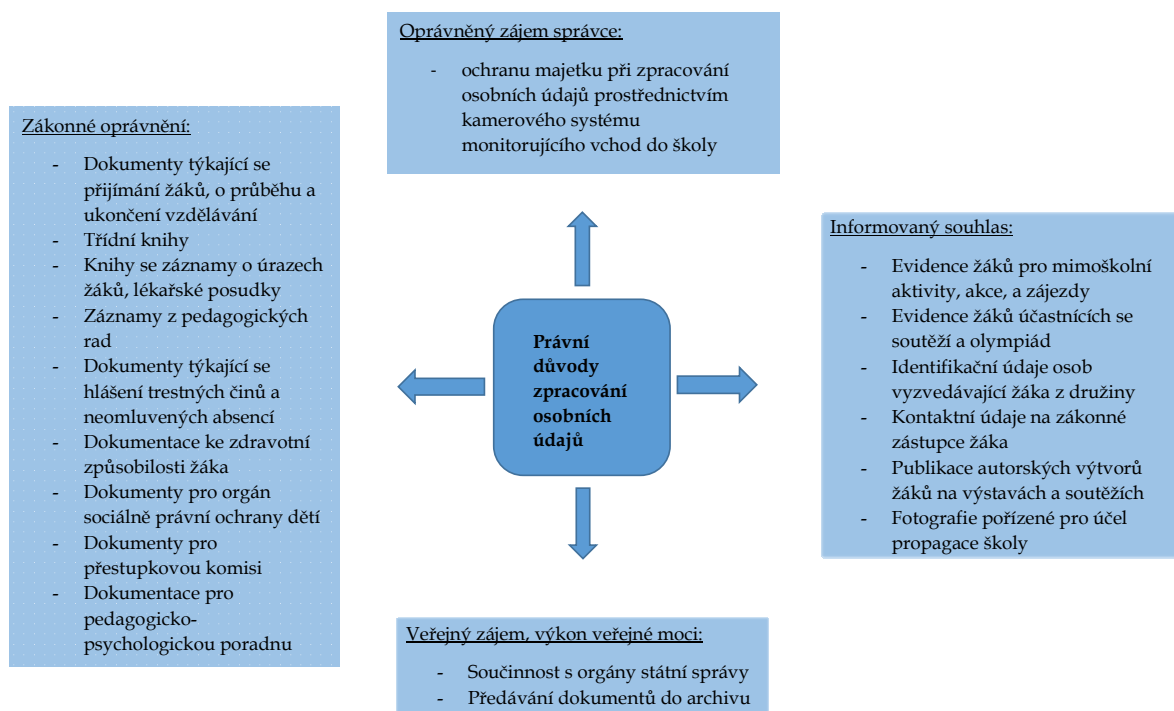 Oprávněný zájem správce:
- ochranu majetku při zpracování
osobních údajů prostřednictvím
kamerového systému
monitorujícího vchod do školy
Zákonné oprávnění:
- Dokumenty týkající se
přijímání žáků, o průběhu a
ukončení vzdělávání
- Třídní knihy
- Knihy se záznamy o úrazech
žáků, lékařské posudky
- Záznamy z pedagogických
rad
- Dokumenty týkající se
hlášení trestných činů a
neomluvených absencí
- Dokumentace ke zdravotní
způsobilosti žáka
- Dokumenty pro orgán
sociálně právní ochrany dětí
- Dokumenty pro
přestupkovou komisi
- Dokumentace pro
pedagogicko-
psychologickou poradnu
Právní
důvody
zpracování
osobních
údajů
Informovaný souhlas:
- Evidence žáků pro mimoškolní
aktivity, akce, a zájezdy
- Evidence žáků účastnících se
soutěží a olympiád
- Identifikační údaje osob
vyzvedávající žáka z družiny
- Kontaktní údaje na zákonné
zástupce žáka
- Publikace autorských výtvorů
žáků na výstavách a soutěžích
- Fotografie pořízené pro účel
propagace školy
Veřejný zájem, výkon veřejné moci:
- Součinnost s orgány státní správy
- Předávání dokumentů do archivu